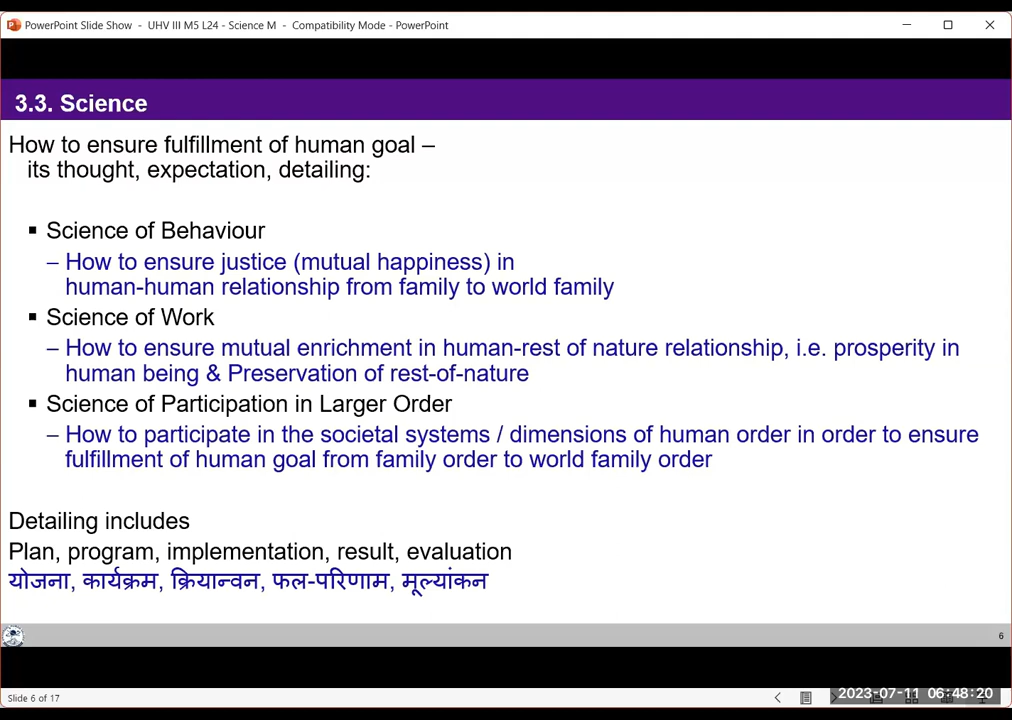 PowerPoint Slide Show - UHV III M5 L24 - Science M - Compatibility Mode - PowerPoint
3.3. Science
How to ensure fulfillment of human goal –
its thought, expectation, detailing:
▪ Science of Behaviour
– How to ensure justice (mutual happiness) in
human-human relationship from family to world family
▪ Science of Work
– How to ensure mutual enrichment in human-rest of nature relationship, i.e. prosperity in
human being & Preservation of rest-of-nature
▪ Science of Participation in Larger Order
– How to participate in the societal systems / dimensions of human order in order to ensure
fulfillment of human goal from family order to world family order
Detailing includes
Plan, program, implementation, result, evaluation
योजना, कार्यक्रम, क्रियान्वन, फल-परिणाम, मूल्यांकन
6
Slide 6 of 17
2023-07-11 06:48:20